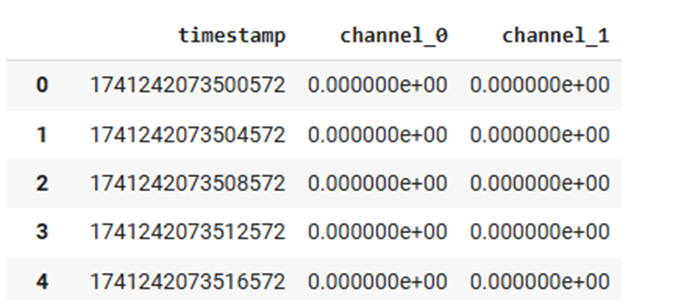 timestamp channel_0 channel_1
0 1741242073500572 0.000000e+00 0.000000e+00
1 1741242073504572 0.000000e+00 0.000000e+00
2 1741242073508572 0.000000e+00 0.000000e+00
3 1741242073512572 0.000000e+00 0.000000e+00
4 1741242073516572 0.000000e+00 0.000000e+00